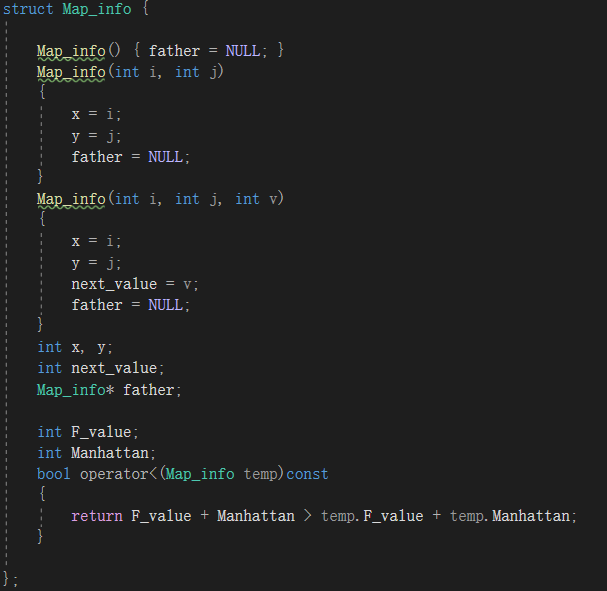 struct Map_info {
Map_info() { father = NULL; }
Map_info(int i, int j)
{
x = i;
y = j;
father = NULL;
}
Map_info(int i, int j, int v)
{
x = i;
y = j;
next_value = v;
father = NULL;
}
int x, y;
int next_value;
Map_info* father;
int F_value;
int Manhattan;
bool operator<(Map_info temp)const
{
return F_value + Manhattan > temp.F_value + temp.Manhattan;
}
};